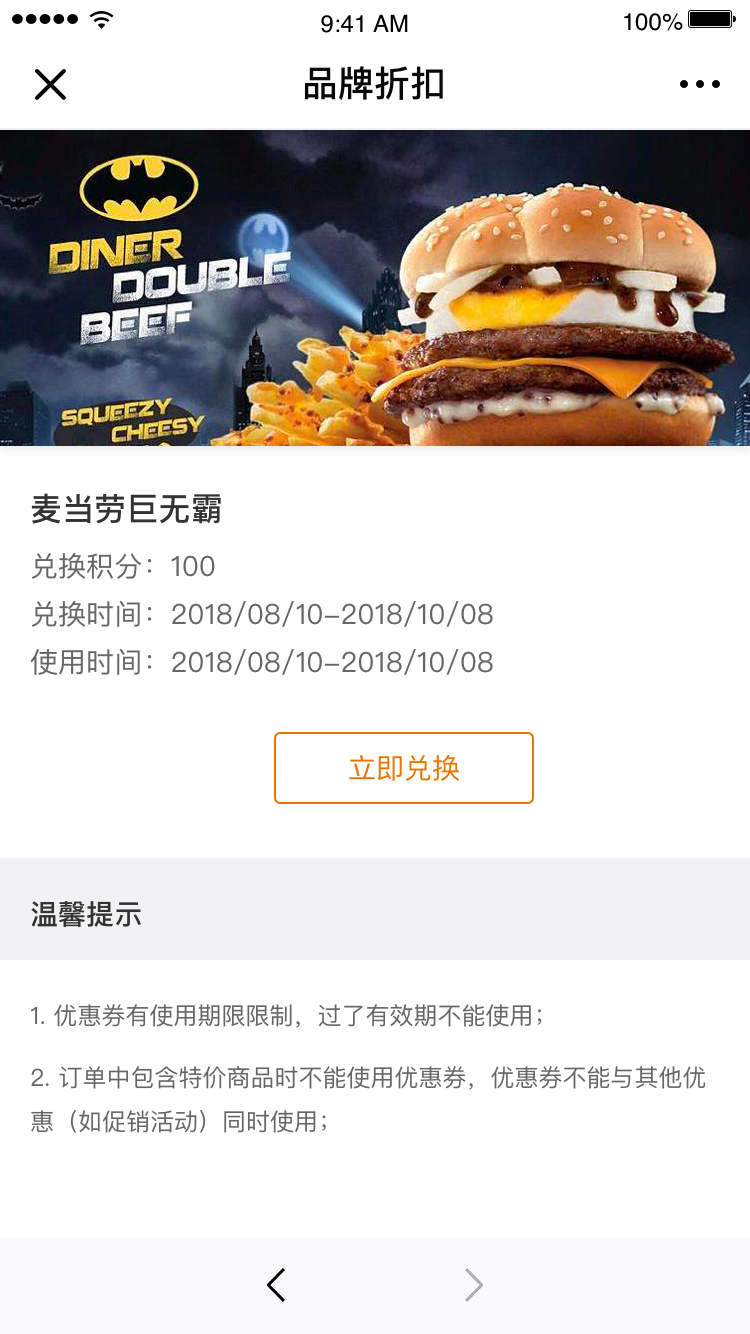 9:41 AM
100%
品牌折扣
DINER
DOUBLE
BEEF
SQUEEZY
CHEESY
麦当劳巨无霸
兑换积分：100
兑换时间：2018/08/10-2018/10/08
使用时间：2018/08/10-2018/10/08
立即兑换
温馨提示
1. 优惠券有使用期限限制，过了有效期不能使用；
2. 订单中包含特价商品时不能使用优惠券，优惠券不能与其他优
惠（如促销活动）同时使用；